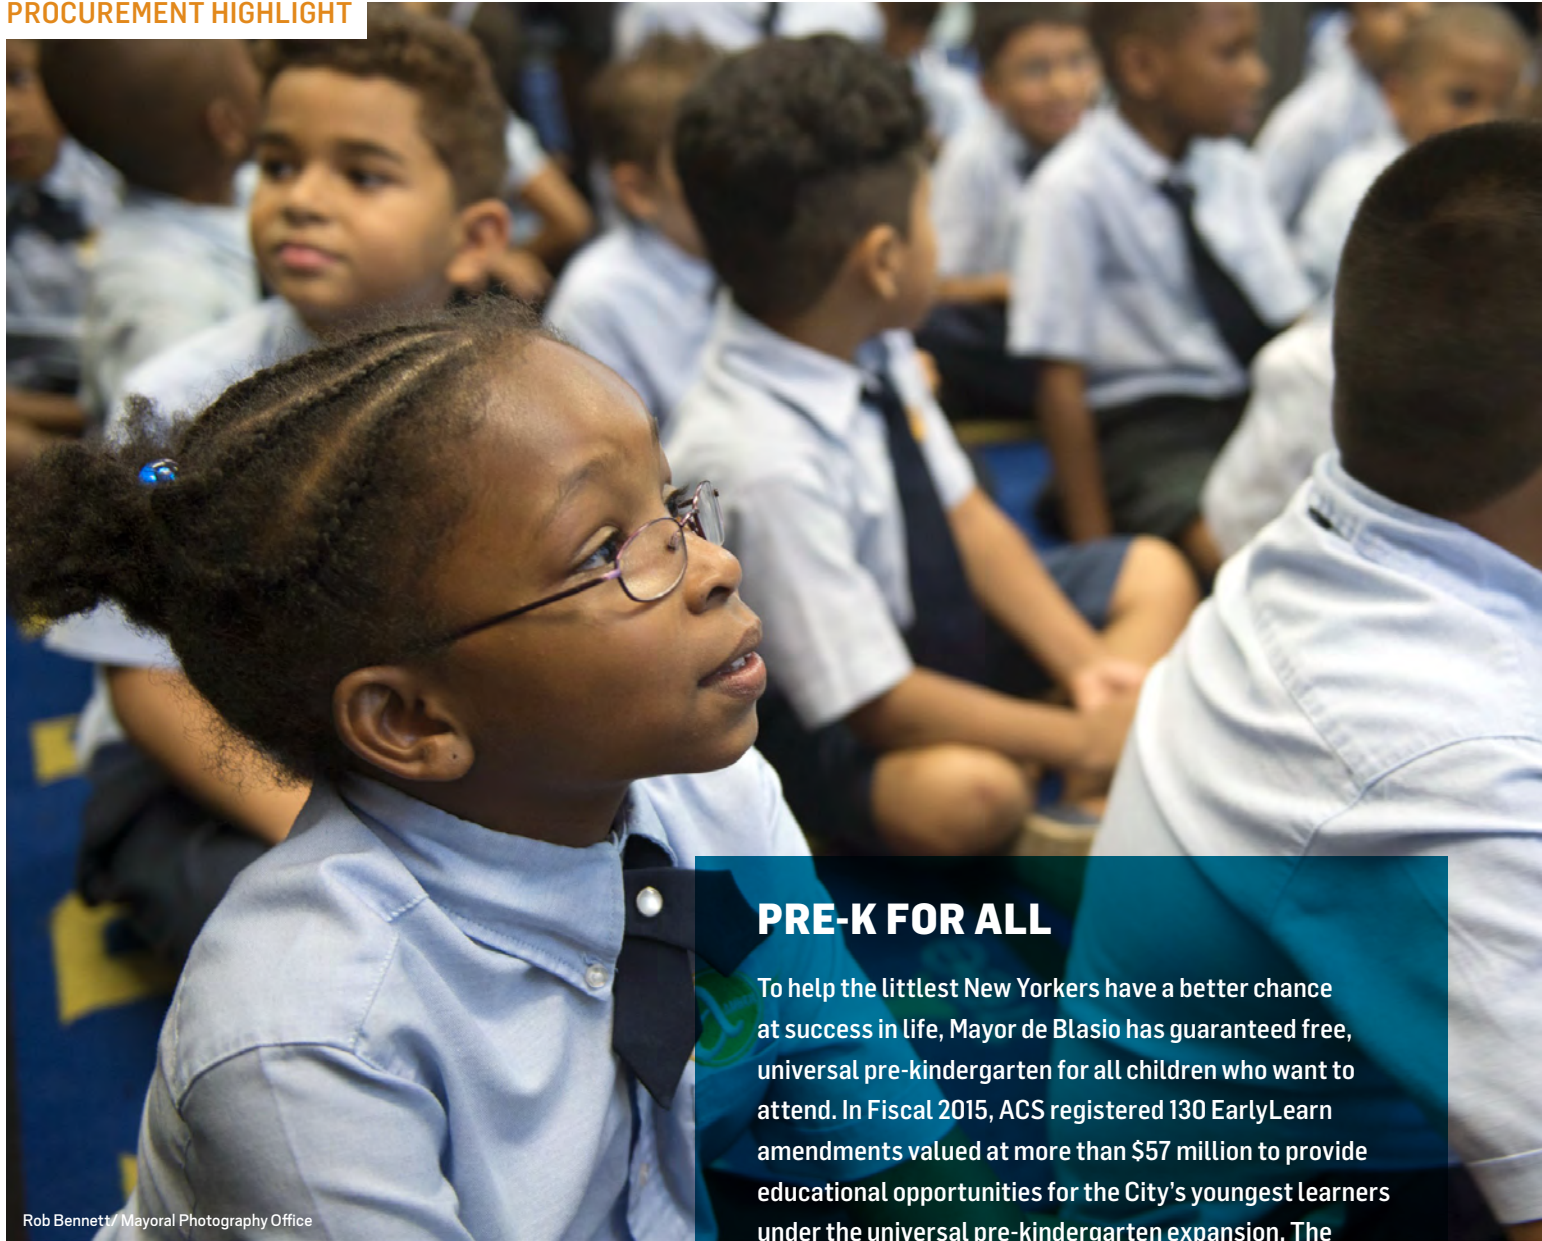 PROCUREMENT HIGHLIGHT
PRE-K FOR ALL
To help the littlest New Yorkers have a better chance
at success in life, Mayor de Blasio has guaranteed free,
universal pre-kindergarten for all children who want to
attend. In Fiscal 2015, ACS registered 130 EarlyLearn
amendments valued at more than $57 million to provide
educational opportunities for the City's youngest learners
under the universal pre-kindergarten expansion. The
Rob Bennett/ Mayoral Photography Office